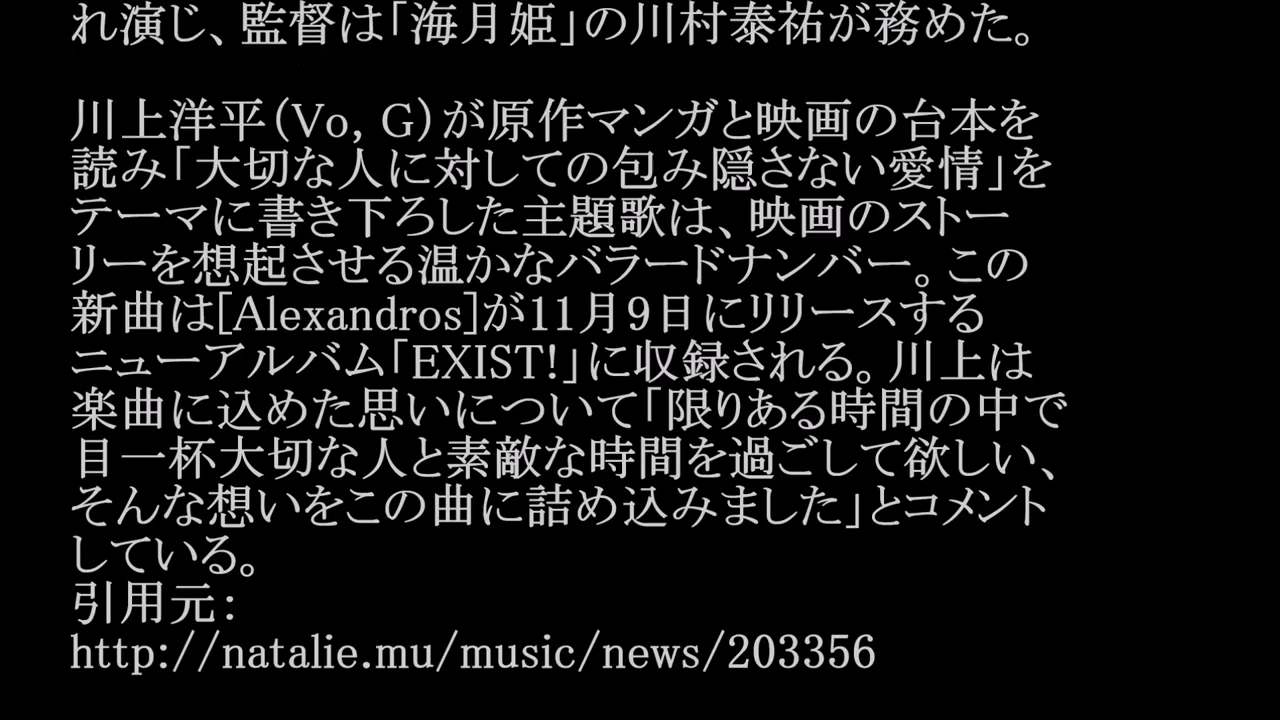 れ演じ、監督は「海月姫」の川村泰祐が務めた。
川上洋平(Vo, G)が原作マンガと映画の台本を
読み「大切な人に対しての包み隠さない愛情」を
テーマに書き下ろした主題歌は、映画のストー
リーを想起させる温かなバラードナンバー。この
新曲は[Alexandros]が11月9日にリリースする
ニューアルバム「EXIST!」に収録される。川上は
楽曲に込めた思いについて「限りある時間の中で
目一杯大切な人と素敵な時間を過ごして欲しい、
そんな想いをこの曲に詰め込みました」とコメント
している。
引用元:
http://natalie.mu/music/news/203356